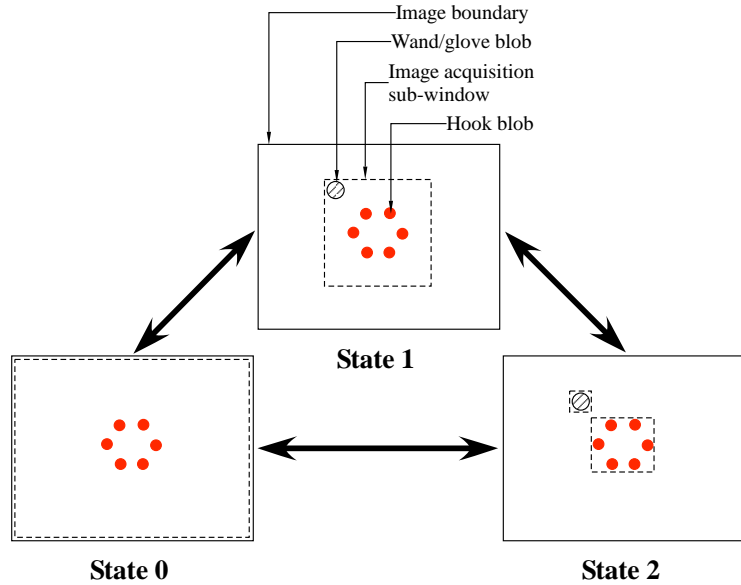 Image boundary
Wand/glove blob
Image acquisition
sub-window
Hook blob
State 1
State 0
State 2